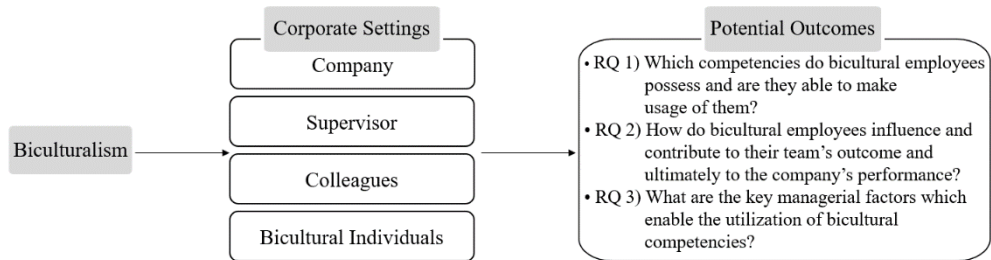 Biculturalism
Corporate Settings
Company
Supervisor
Colleagues
Bicultural Individuals
Potential Outcomes
• RQ 1) Which competencies do bicultural employees
possess and are they able to make
usage of them?
• RQ 2) How do bicultural employees influence and
contribute to their team's outcome and
ultimately to the company's performance?
• RQ 3) What are the key managerial factors which
enable the utilization of bicultural
competencies?